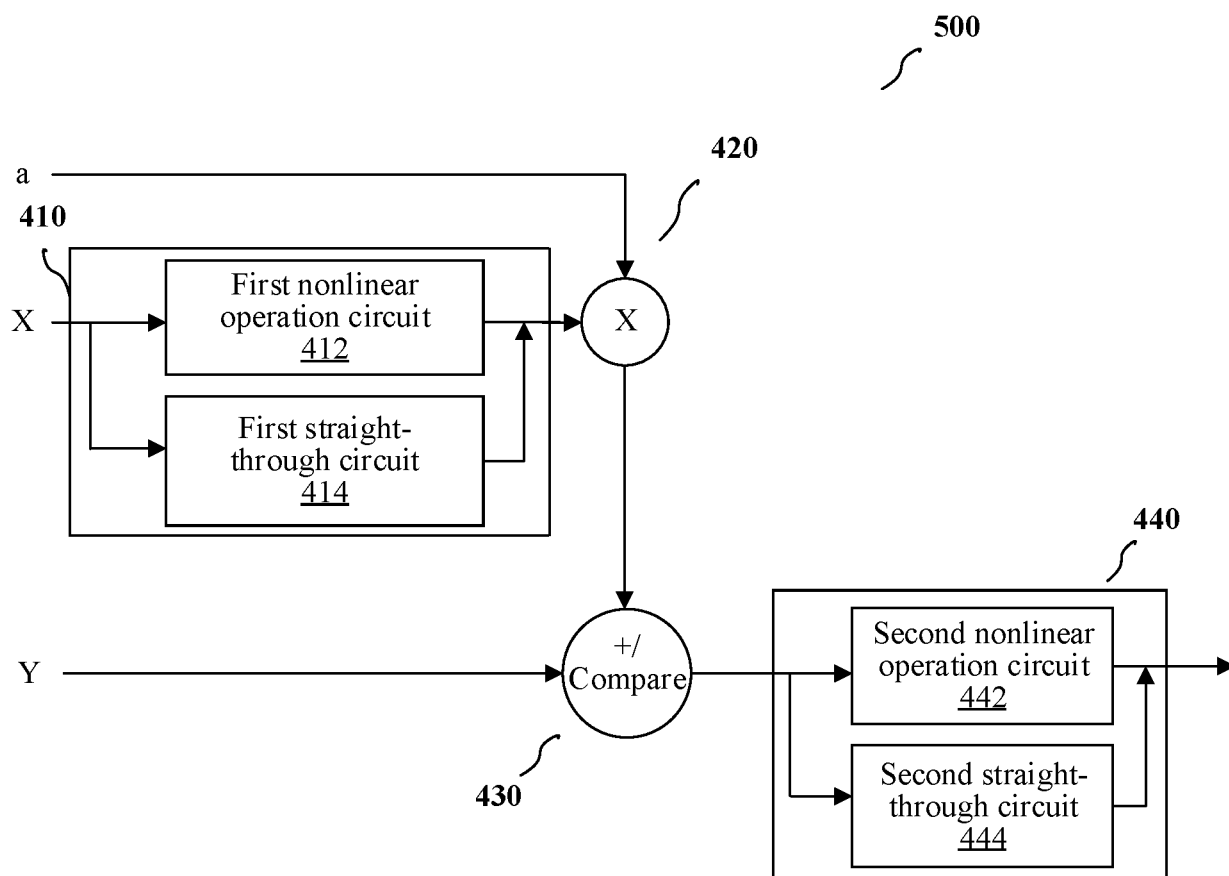 500
420
a
410
First nonlinear
operation circuit
412
X
X
First straight-
through circuit
414
440
+/
Compare
Y
Second nonlinear
operation circuit
442
430
Second straight-
through circuit
444